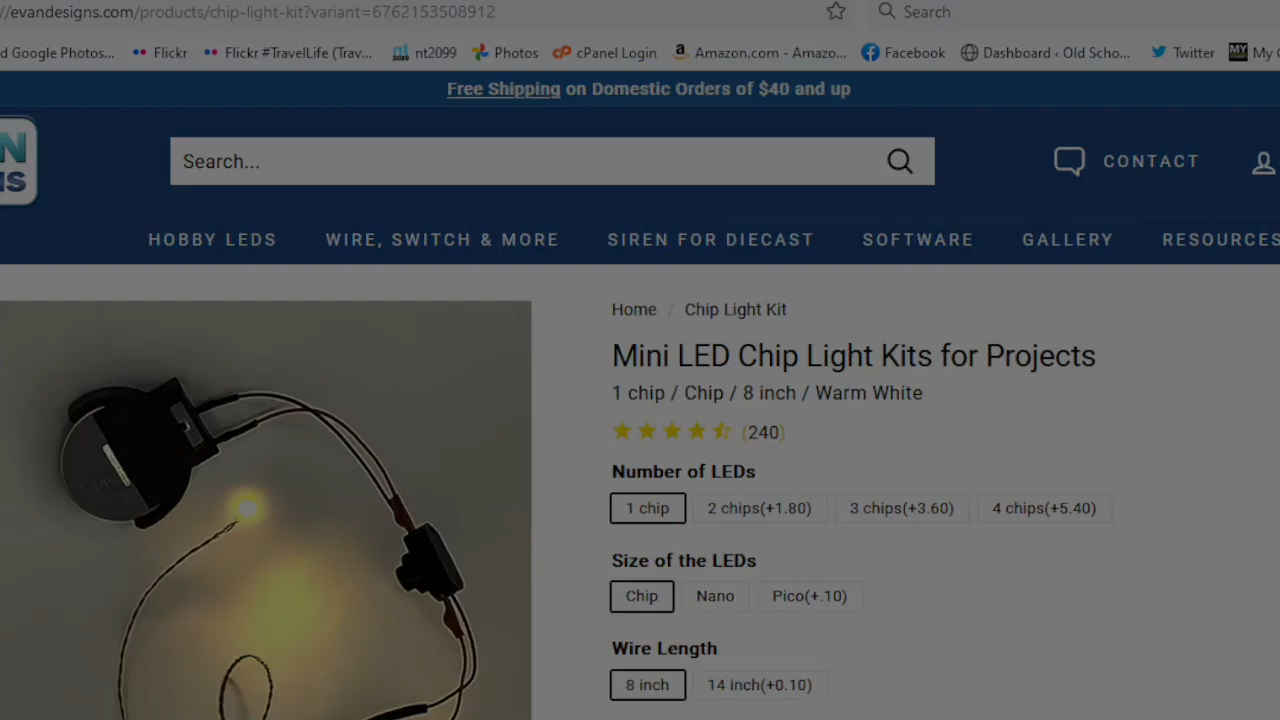 //evandesigns.com/products/chip-light-kit?variant=6762153508912
Search
d Google Photos... Flickr Flickr #TravelLife (Trav... nt2099 Photos cPanel Login Amazon.com - Amazo... Facebook Dashboard ‹ Old Scho... Twitter My C
Free Shipping on Domestic Orders of $40 and up
N
NS
Search...
CONTACT
HOBBY LEDS WIRE, SWITCH & MORE SIREN FOR DIECAST SOFTWARE GALLERY RESOURCES
Home / Chip Light Kit
Mini LED Chip Light Kits for Projects
1 chip / Chip / 8 inch / Warm White
(240)
Number of LEDs
1 chip 2 chips(+1.80) 3 chips(+3.60) 4 chips(+5.40)
Size of the LEDs
Chip Nano Pico(+.10)
Wire Length
8 inch 14 inch(+0.10)